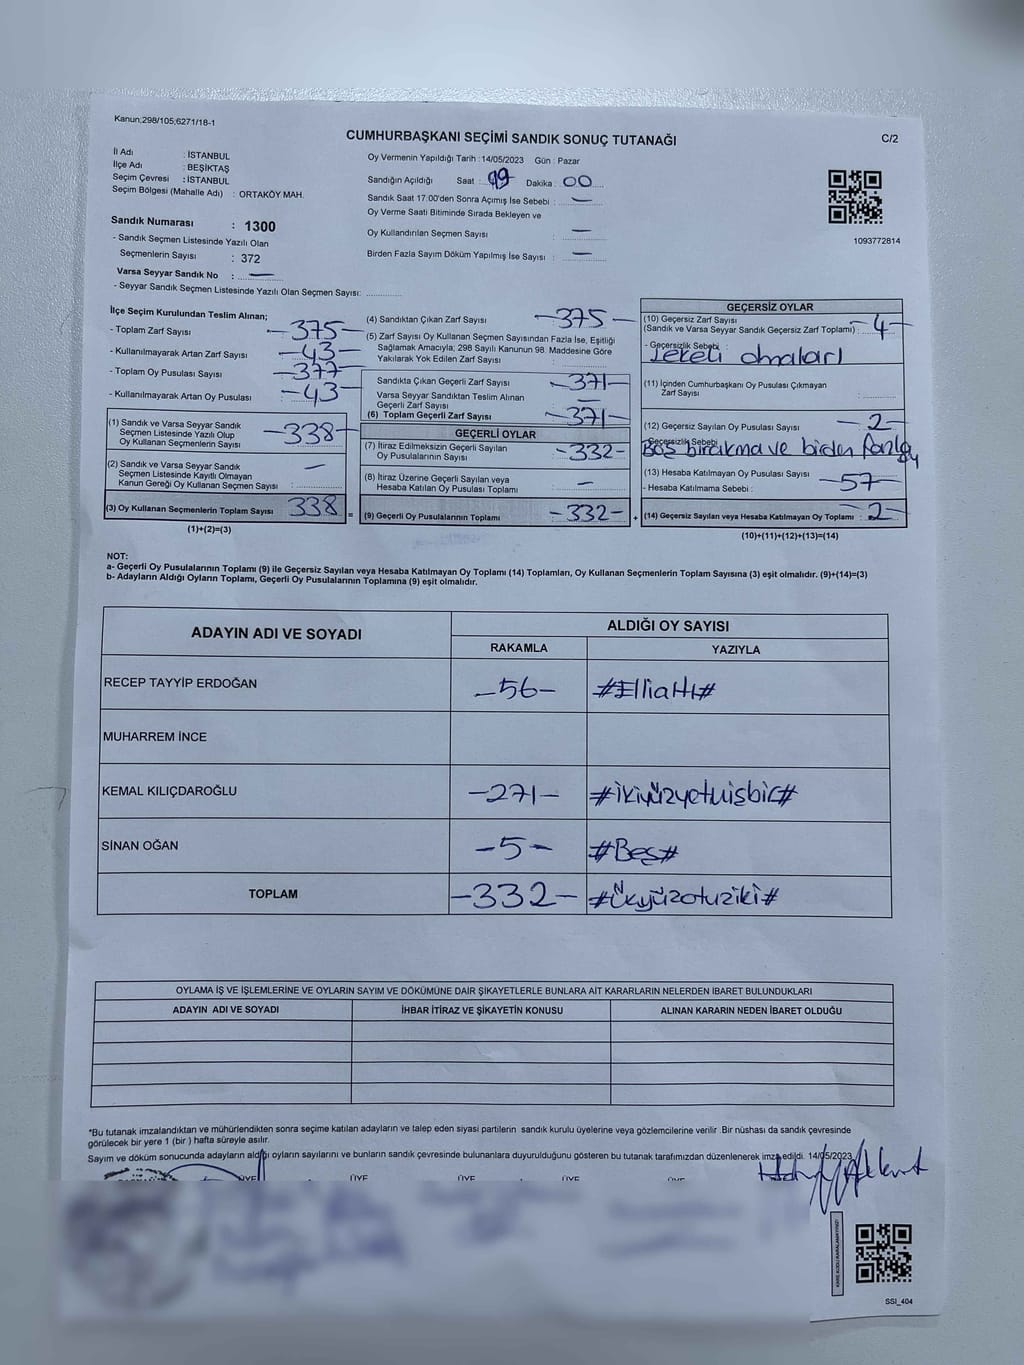 Kanun;298/105;6271/18-1
CUMHURBAŞKANI SEÇİMİ SANDIK SONUÇ TUTANAĞI
C/2
İl Adı : İSTANBUL
İlçe Adı : BEŞİKTAŞ
Seçim Çevresi : İSTANBUL
Seçim Bölgesi (Mahalle Adı) : ORTAKÖY MAH.
Sandık Numarası : 1300
- Sandık Seçmen Listesinde Yazılı Olan
Seçmenlerin Sayısı : 372
Varsa Seyyar Sandık No : —
- Seyyar Sandık Seçmen Listesinde Yazılı Olan Seçmen Sayısı:
Oy Vermenin Yapıldığı Tarih : 14/05/2023 Gün : Pazar
Sandığın Açıldığı Saat : 19 Dakika : 00
Sandık Saat 17:00'den Sonra Açımış İse Sebebi : —
Oy Verme Saati Bitiminde Sırada Bekleyen ve
Oy Kullandırılan Seçmen Sayısı : —
Birden Fazla Sayım Döküm Yapılmış İse Sayısı : —
1093772814
İlçe Seçim Kurulundan Teslim Alınan;
- Toplam Zarf Sayısı -375-
- Kullanılmayarak Artan Zarf Sayısı -43-
- Toplam Oy Pusulası Sayısı -377-
- Kullanılmayarak Artan Oy Pusulası -43-
(1) Sandık ve Varsa Seyyar Sandık
Seçmen Listesinde Yazılı Olup
Oy Kullanan Seçmenlerin Sayısı -338-
(2) Sandık ve Varsa Seyyar Sandık
Seçmen Listesinde Kayıtlı Olmayan
Kanun Gereği Oy Kullanan Seçmen Sayısı : —
(3) Oy Kullanan Seçmenlerin Toplam Sayısı 338
(1)+(2)=(3)
=
(4) Sandıktan Çıkan Zarf Sayısı -375-
(5) Zarf Sayısı Oy Kullanan Seçmen Sayısından Fazla İse, Eşitliği
Sağlamak Amacıyla; 298 Sayılı Kanunun 98. Maddesine Göre
Yakılarak Yok Edilen Zarf Sayısı :
Sandıkta Çıkan Geçerli Zarf Sayısı -371-
Varsa Seyyar Sandıktan Teslim Alınan
Geçerli Zarf Sayısı —
(6) Toplam Geçerli Zarf Sayısı -371-
GEÇERLİ OYLAR
(7) İtiraz Edilmeksizin Geçerli Sayılan
Oy Pusulalarının Sayısı -332-
(8) İtiraz Üzerine Geçerli Sayılan veya
Hesaba Katılan Oy Pusulası Toplamı —
(9) Geçerli Oy Pusulalarının Toplamı -332-
+
GEÇERSİZ OYLAR
(10) Geçersiz Zarf Sayısı
(Sandık ve Varsa Seyyar Sandık Geçersiz Zarf Toplamı) : -4-
- Geçersizlik Sebebi :
Lekeli olmaları
(11) İçinden Cumhurbaşkanı Oy Pusulası Çıkmayan
Zarf Sayısı :
(12) Geçersiz Sayılan Oy Pusulası Sayısı : -2-
- Geçersizlik Sebebi
Boş bırakma ve birden fazla oy
(13) Hesaba Katılmayan Oy Pusulası Sayısı -57-
- Hesaba Katılmama Sebebi :
(14) Geçersiz Sayılan veya Hesaba Katılmayan Oy Toplamı : -2-
(10)+(11)+(12)+(13)=(14)
NOT:
a- Geçerli Oy Pusulalarının Toplamı (9) ile Geçersiz Sayılan veya Hesaba Katılmayan Oy Toplamı (14) Toplamları, Oy Kullanan Seçmenlerin Toplam Sayısına (3) eşit olmalıdır. (9)+(14)=(3)
b- Adayların Aldığı Oyların Toplamı, Geçerli Oy Pusulalarının Toplamına (9) eşit olmalıdır.
ADAYIN ADI VE SOYADI
ALDIĞI OY SAYISI
RAKAMLA YAZIYLA
RECEP TAYYİP ERDOĞAN -56- #Elliakı#
MUHARREM İNCE
KEMAL KILIÇDAROĞLU -271- #ikiyüzyetmişbir#
SİNAN OĞAN -5- #Beş#
TOPLAM -332- #Üçyüzotuziki#
OYLAMA İŞ VE İŞLEMLERİNE VE OYLARIN SAYIM VE DÖKÜMÜNE DAİR ŞİKAYETLERLE BUNLARA AİT KARARLARIN NELERDEN İBARET BULUNDUKLARI
ADAYIN ADI VE SOYADI İHBAR İTİRAZ VE ŞİKAYETİN KONUSU ALINAN KARARIN NEDEN İBARET OLDUĞU
*Bu tutanak imzalandıktan ve mühürlendikten sonra seçime katılan adayların ve talep eden siyasi partilerin sandık kurulu üyelerine veya gözlemcilerine verilir. Bir nüshası da sandık çevresinde
görülecek bir yere 1 (bir) hafta süreyle asılır.
Sayım ve döküm sonucunda adayların aldığı oyların sayılarını ve bunların sandık çevresinde bulunanlara duyurulduğunu gösteren bu tutanak tarafımızdan düzenlenerek imza edildi. 14/05/2023
ÜYE ÜYE ÜYE ÜYE ÜYE
SSI_404